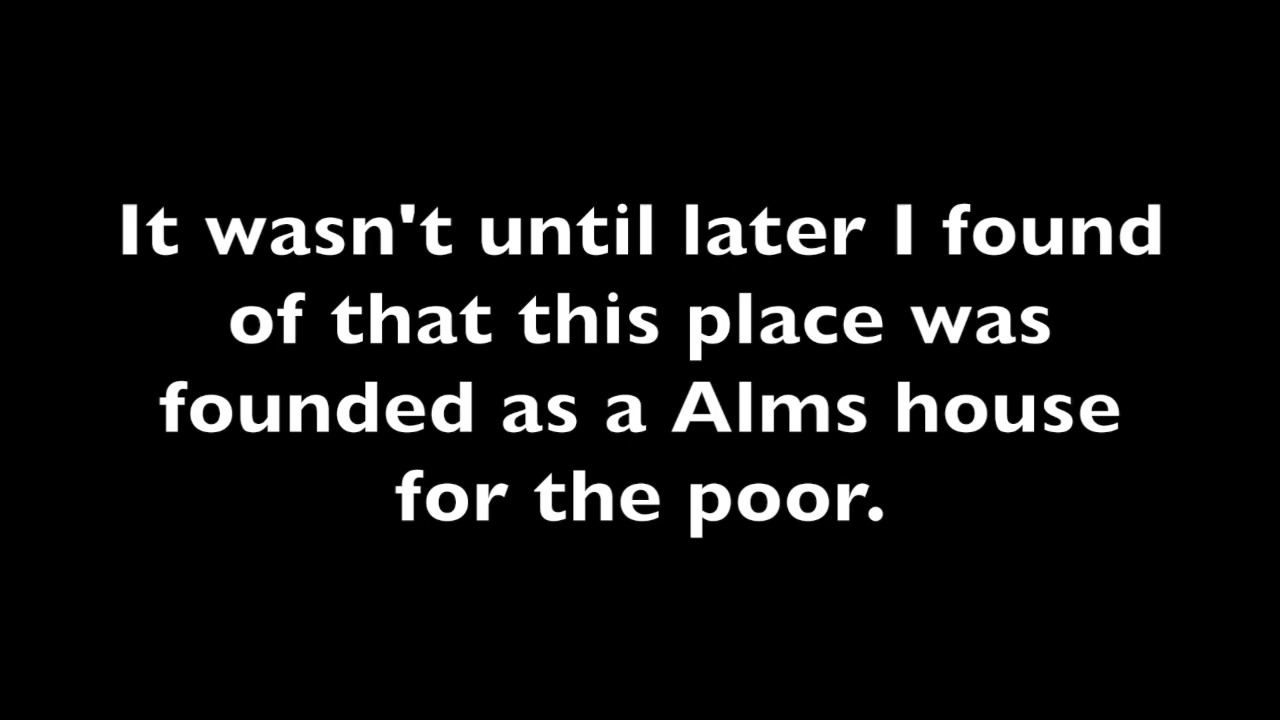 It wasn't until later I found
of that this place was
founded as a Alms house
for the poor.